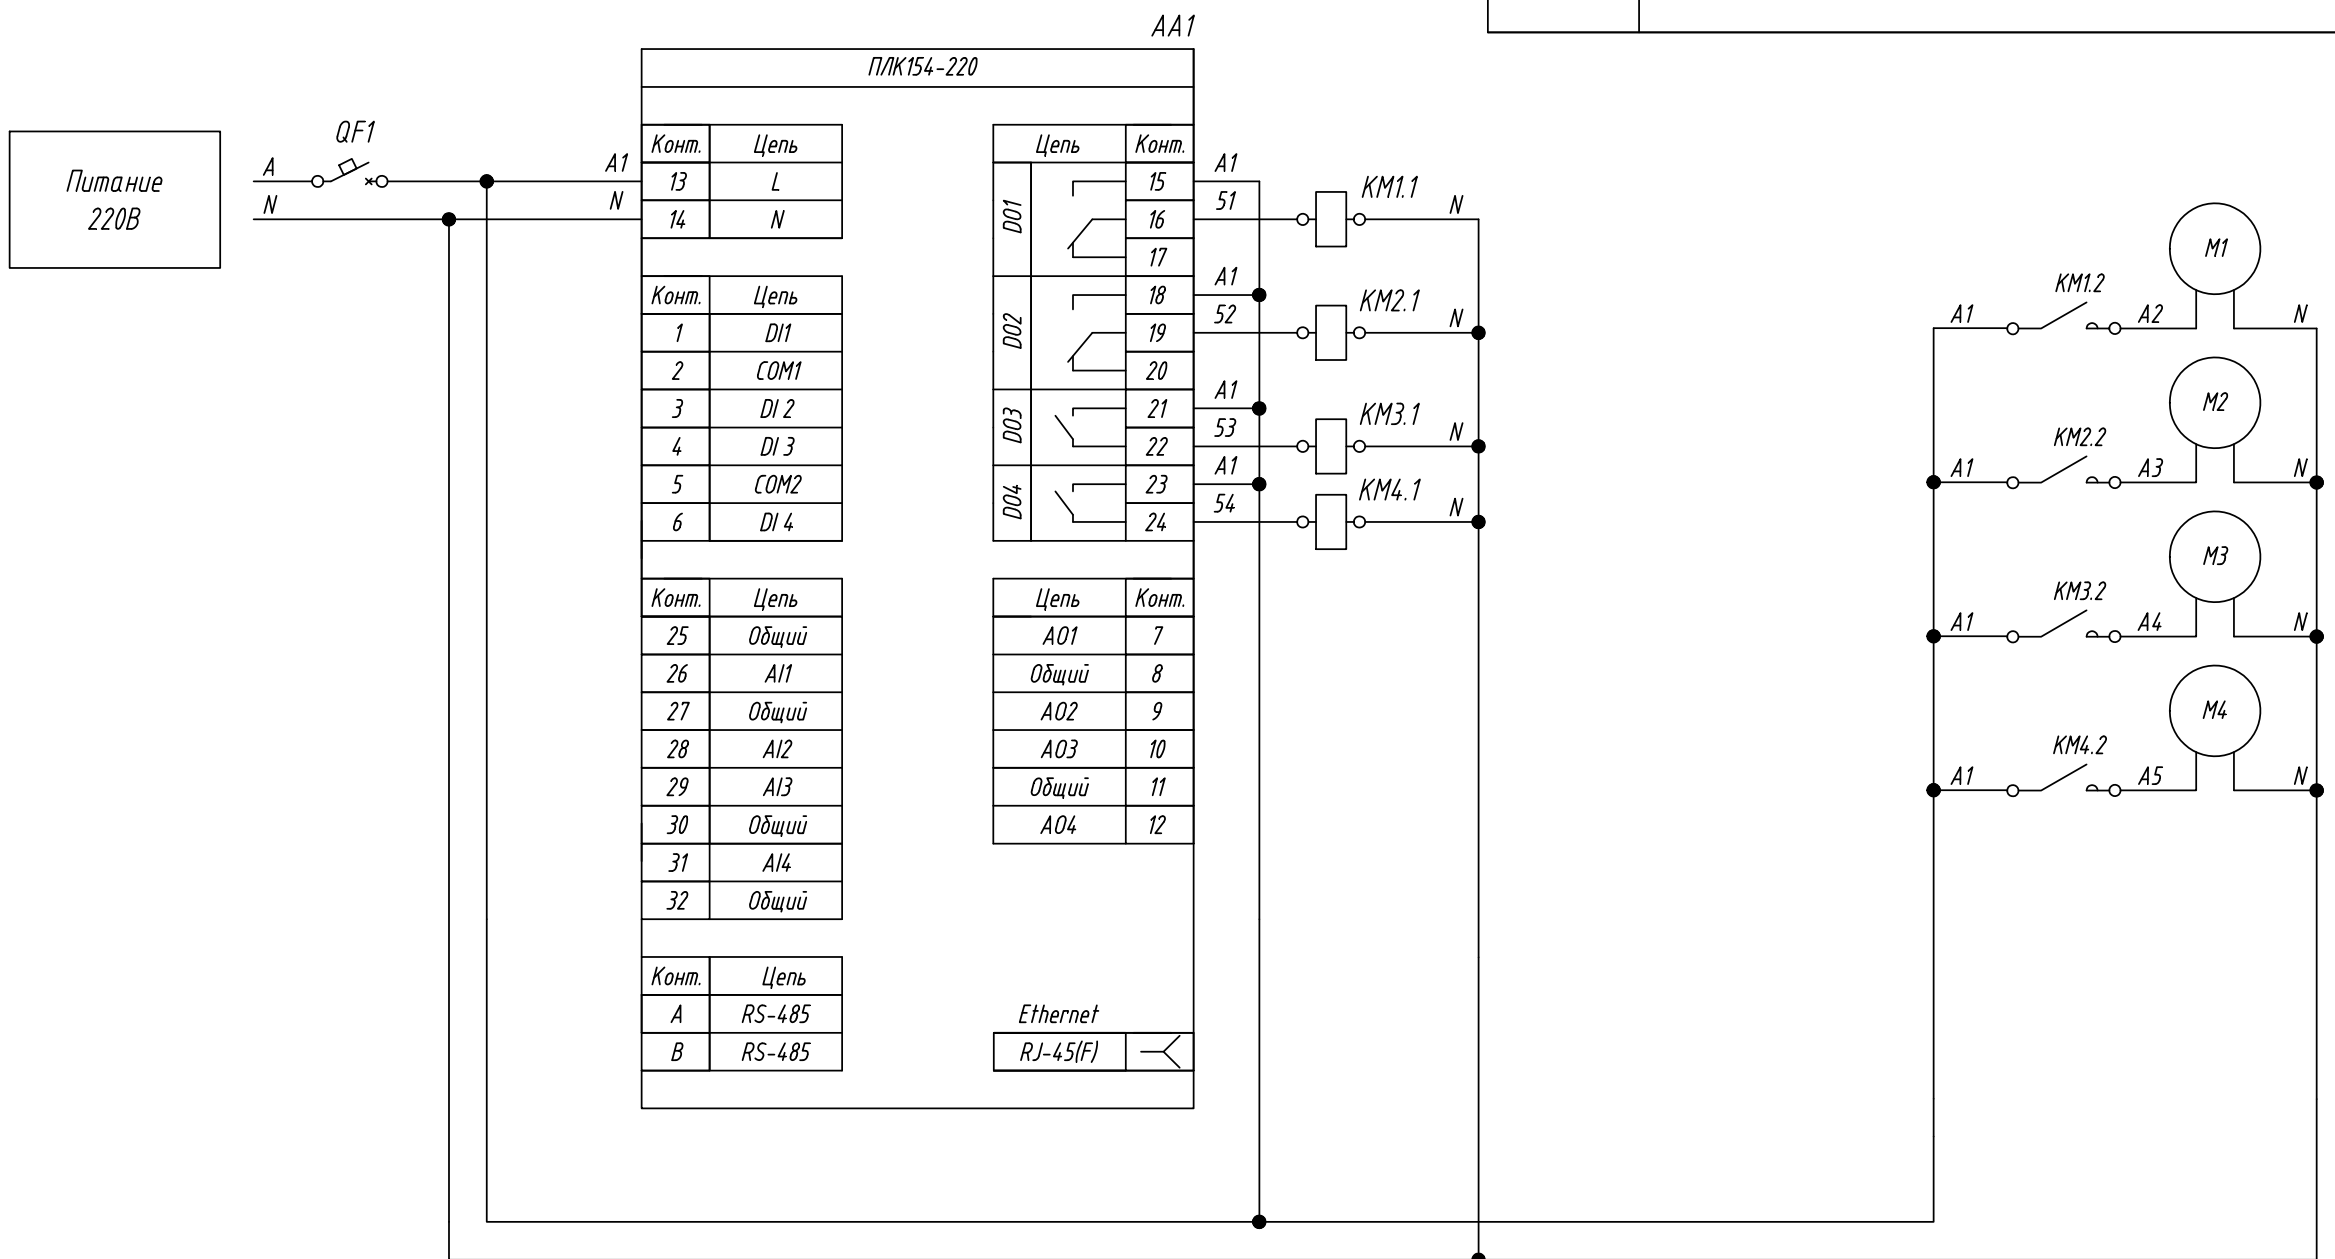 AA1
ПЛК154-220
Питание
220В
QF1
A
N
A1
N
Конт. Цепь
13 L
14 N
Конт. Цепь
1 DI1
2 COM1
3 DI 2
4 DI 3
5 COM2
6 DI 4
Конт. Цепь
25 Общий
26 AI1
27 Общий
28 AI2
29 AI3
30 Общий
31 AI4
32 Общий
Конт. Цепь
A RS-485
B RS-485
Цепь Конт.
DO1
15
16
17
DO2
18
19
20
DO3
21
22
DO4
23
24
Цепь Конт.
AO1 7
Общий 8
AO2 9
AO3 10
Общий 11
AO4 12
Ethernet
RJ-45(F)
A1
51 KM1.1 N
A1
52 KM2.1 N
A1
53 KM3.1 N
A1
54 KM4.1 N
M1
KM1.2
A1 A2 N
M2
KM2.2
A1 A3 N
M3
KM3.2
A1 A4 N
M4
KM4.2
A1 A5 N